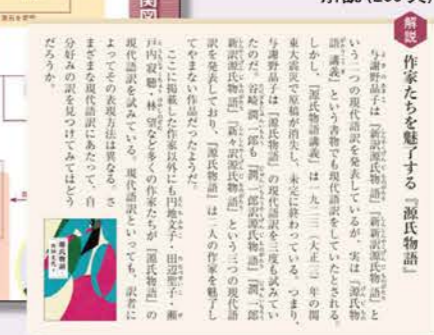 解説
作家たちを魅了する『源氏物語』
与謝野晶子は『新訳源氏物語』『新新訳源氏物語』と
いう二つの現代語訳を発表しているが、実は『源氏物
語講義』という書物でも現代語訳をしていたとされる。
しかし、『源氏物語講義』は一九二三(大正一二)年の関
東大震災で原稿が消失し、未完に終わっている。つまり、
与謝野晶子は『源氏物語』の現代語訳を三度も試みてい
たのだ。谷崎潤一郎も『潤一郎訳源氏物語』『潤一郎
新訳源氏物語』『新々訳源氏物語』という三つの現代語
訳を発表しており、『源氏物語』は二人の作家を魅了し
てやまない作品だったようだ。
ここに掲載した作家以外にも円地文子・田辺聖子・瀬
戸内寂聴・林望など多くの作家たちが『源氏物語』の
現代語訳を試みている。現代語訳といっても、訳者に
よってその表現方法は異なる。さ
まざまな現代語訳にあたって、自
分好みの訳を見つけてみてはどう
だろうか。
源氏物語
関図